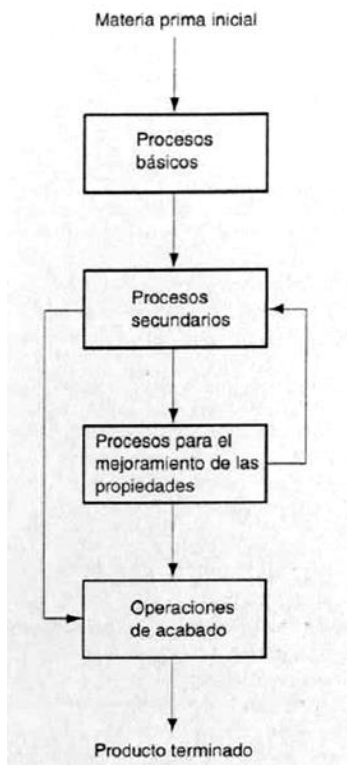 Materia prima inicial
Procesos
básicos
Procesos
secundarios
Procesos para el
mejoramiento de las
propiedades
Operaciones
de acabado
Producto terminado